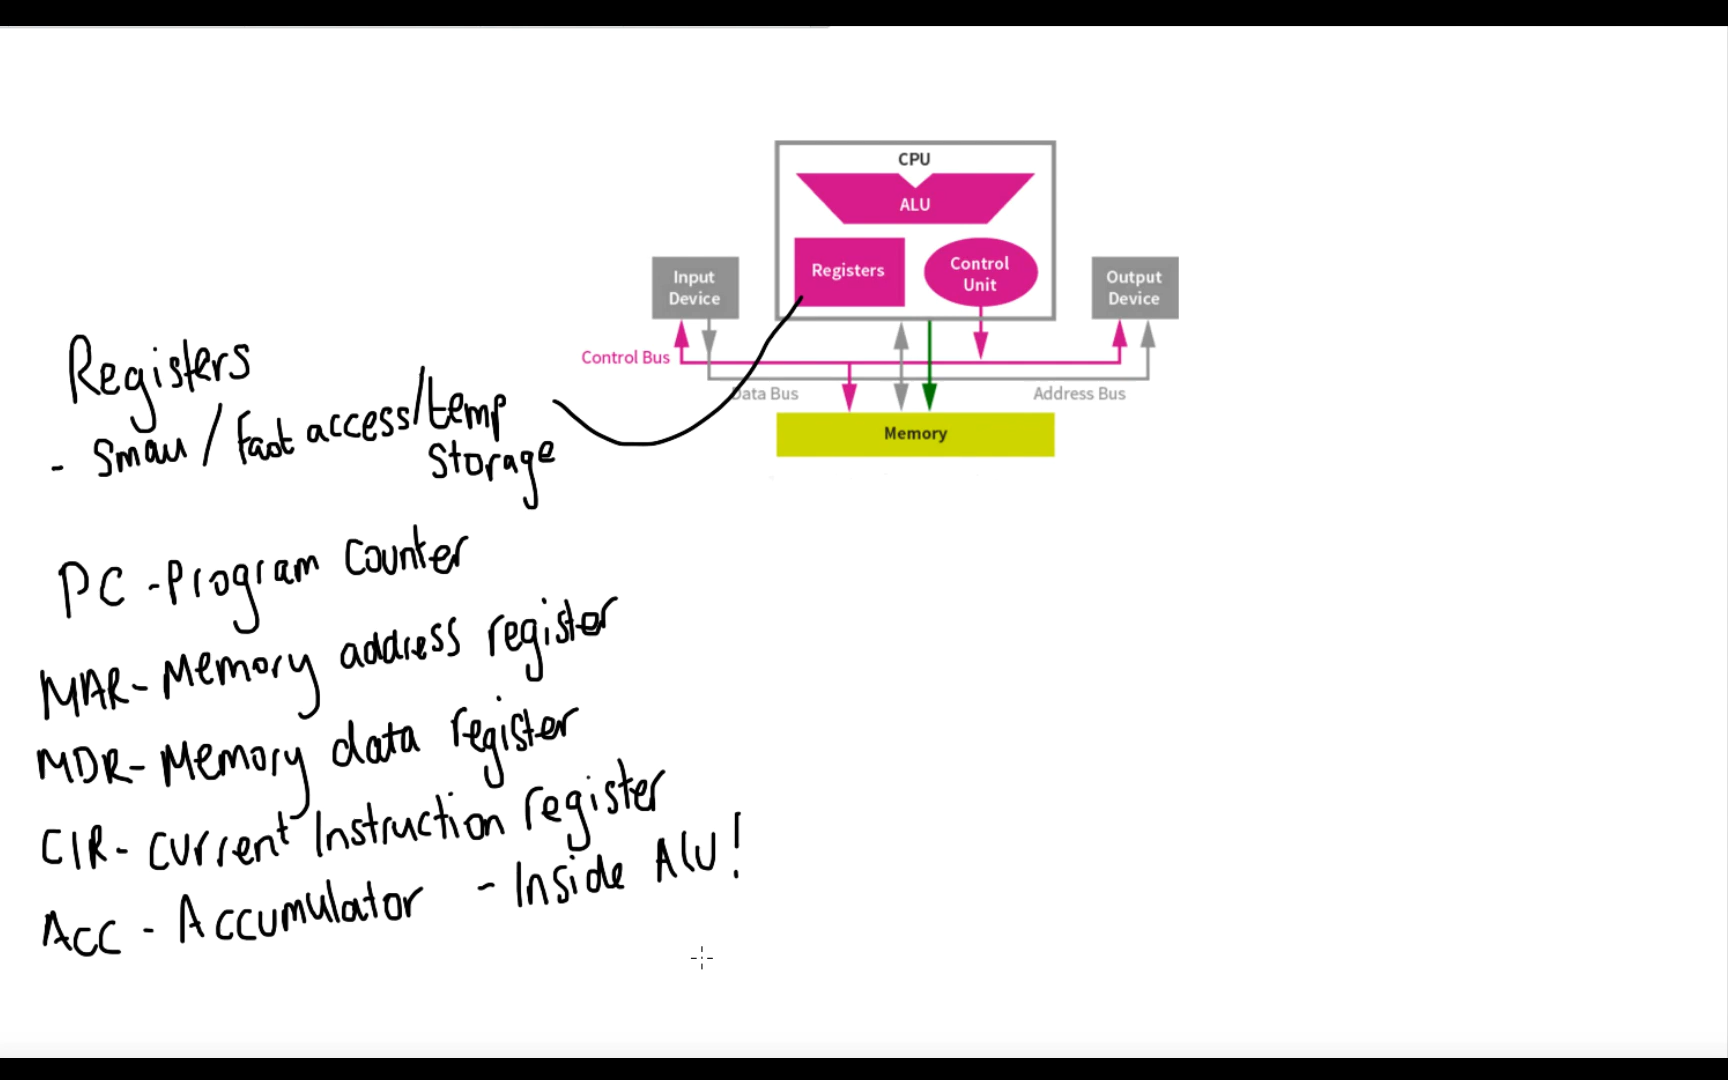 CPU
ALU
Registers
Control
Unit
Input
Device
Output
Device
Control Bus
Data Bus
Address Bus
Memory
Registers
- Small / Fast access/temp
Storage
PC - Program Counter
MAR - Memory address register
MDR - Memory data register
CIR - Current Instruction register
ACC - Accumulator - Inside ALU!